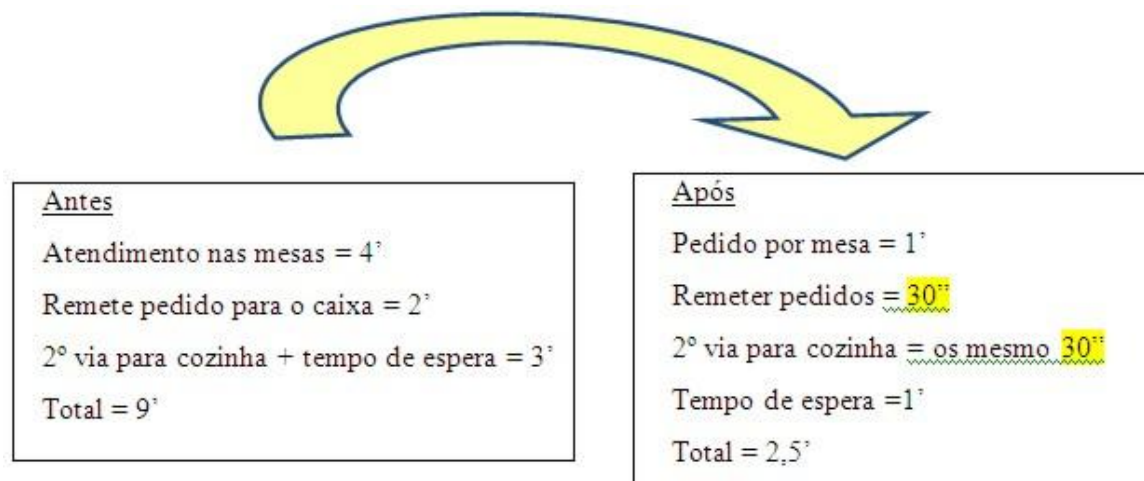 Antes
Atendimento nas mesas = 4’
Remete pedido para o caixa = 2’
2º via para cozinha + tempo de espera = 3’
Total = 9’
Após
Pedido por mesa = 1’
Remeter pedidos = 30”
2º via para cozinha = os mesmo 30”
Tempo de espera =1’
Total = 2,5’